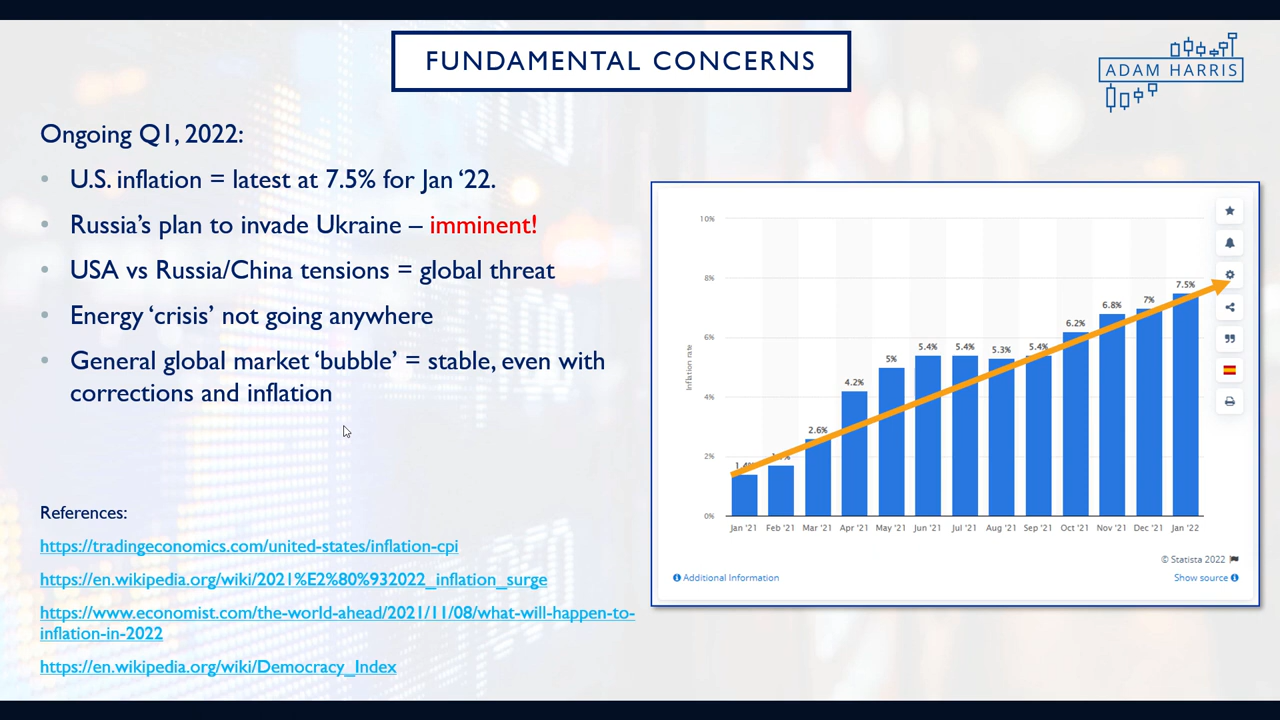 FUNDAMENTAL CONCERNS
ADAM HARRIS
Ongoing Q1, 2022:
• U.S. inflation = latest at 7.5% for Jan ‘22.
• Russia’s plan to invade Ukraine – imminent!
• USA vs Russia/China tensions = global threat
• Energy ‘crisis’ not going anywhere
• General global market ‘bubble’ = stable, even with
corrections and inflation
References:
https://tradingeconomics.com/united-states/inflation-cpi
https://en.wikipedia.org/wiki/2021%E2%80%932022_inflation_surge
https://www.economist.com/the-world-ahead/2021/11/08/what-will-happen-to-
inflation-in-2022
https://en.wikipedia.org/wiki/Democracy_Index
Inflation rate
10%
8%
6%
4%
2%
0%
2.6%
4.2%
5%
5.4%
5.4%
5.3%
5.4%
6.2%
6.8%
7%
7.5%
Jan '21
Feb '21
Mar '21
Apr '21
May '21
Jun '21
Jul '21
Aug '21
Sep '21
Oct '21
Nov '21
Dec '21
Jan '22
© Statista 2022
Additional Information
Show source